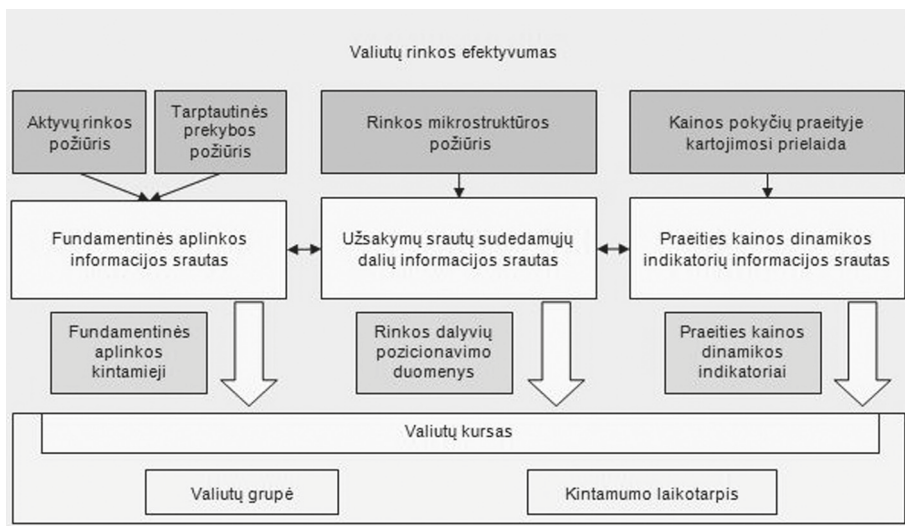 Valiutų rinkos efektyvumas
Aktyvų rinkos
požiūris
Tarptautinės
prekybos
požiūris
Rinkos mikrostruktūros
požiūris
Kainos pokyčių praeityje
kartojimosi prielaida
Fundamentinės aplinkos
informacijos srautas
Užsakymų srautų sudedamųjų
dalių informacijos srautas
Praeities kainos dinamikos
indikatorių informacijos srautas
Fundamentinės
aplinkos
kintamieji
Rinkos dalyvių
pozicionavimo
duomenys
Praeities kainos
dinamikos
indikatoriai
Valiutų kursas
Valiutų grupė
Kintamumo laikotarpis